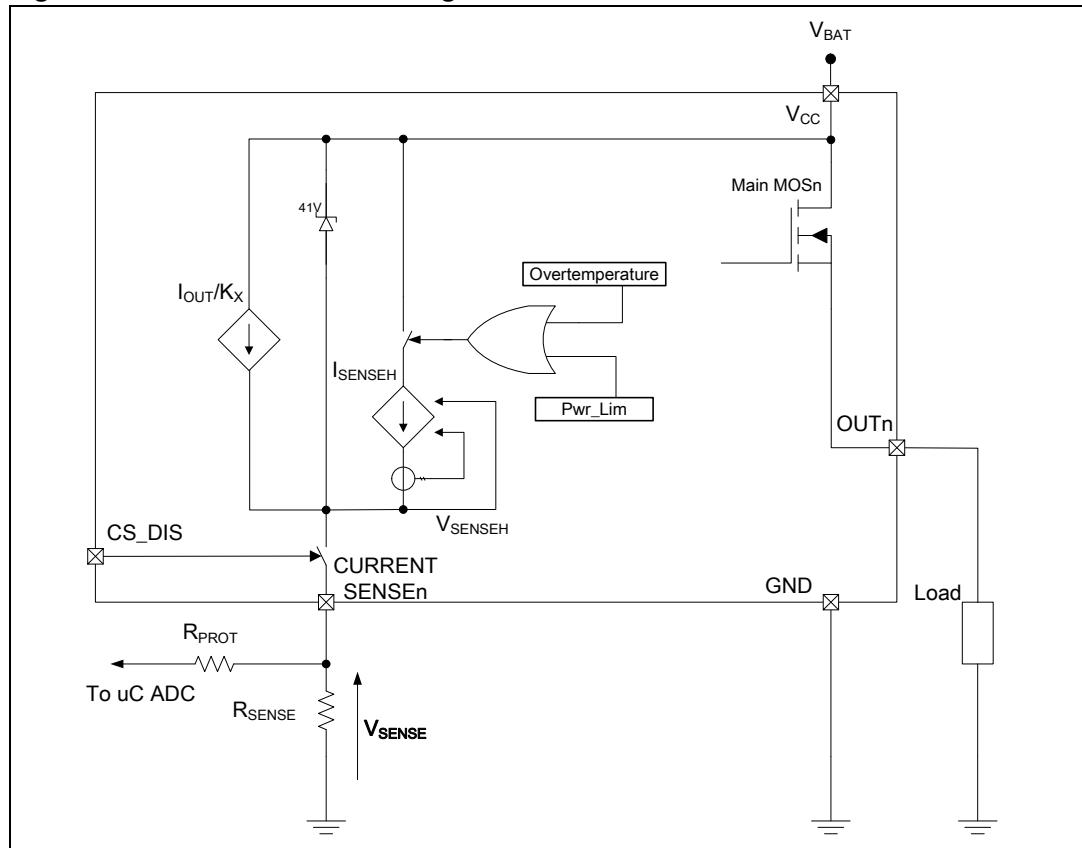 V_BAT
V_CC
Main MOSn
41V
Overtemperature
I_OUT/K_X
I_SENSEH
Pwr_Lim
OUTn
V_SENSEH
CS_DIS
CURRENT
SENSEn
GND
Load
R_PROT
To uC ADC
R_SENSE
V_SENSE